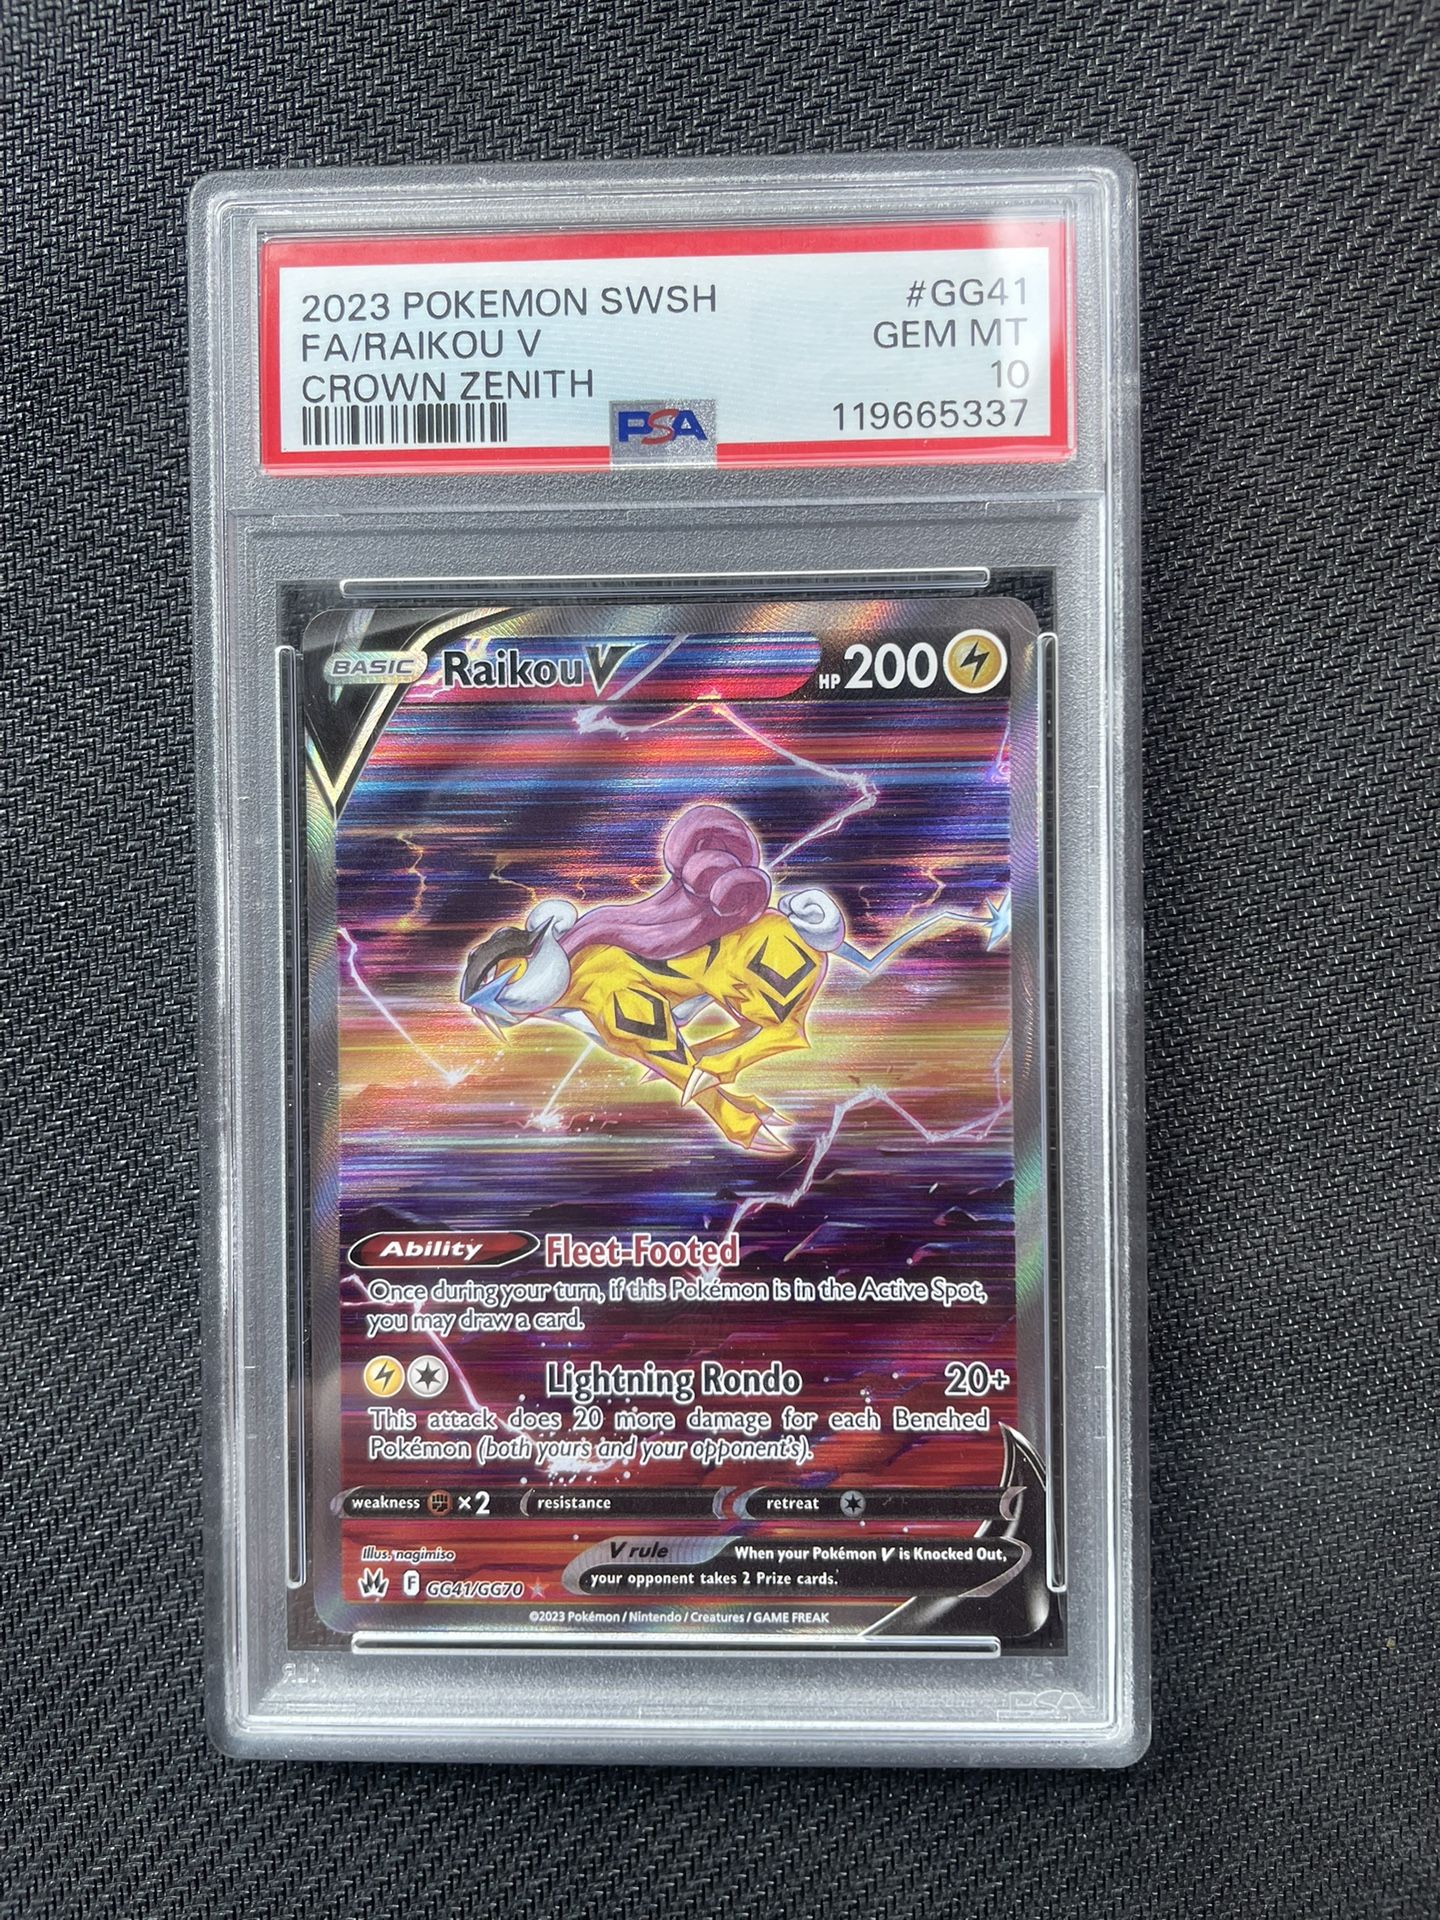 2023 POKEMON SWSH #GG41
FA/RAIKOU V GEM MT
CROWN ZENITH 10
PSA 119665337
BASIC Raikou V HP 200
Ability Fleet-Footed
Once during your turn, if this Pokémon is in the Active Spot,
you may draw a card.
Lightning Rondo 20+
This attack does 20 more damage for each Benched
Pokémon (both yours and your opponent's).
weakness ×2 resistance retreat
Illus. nagimiso
V rule When your Pokémon V is Knocked Out,
your opponent takes 2 Prize cards.
F GG41/GG70
©2023 Pokémon / Nintendo / Creatures / GAME FREAK
PSA